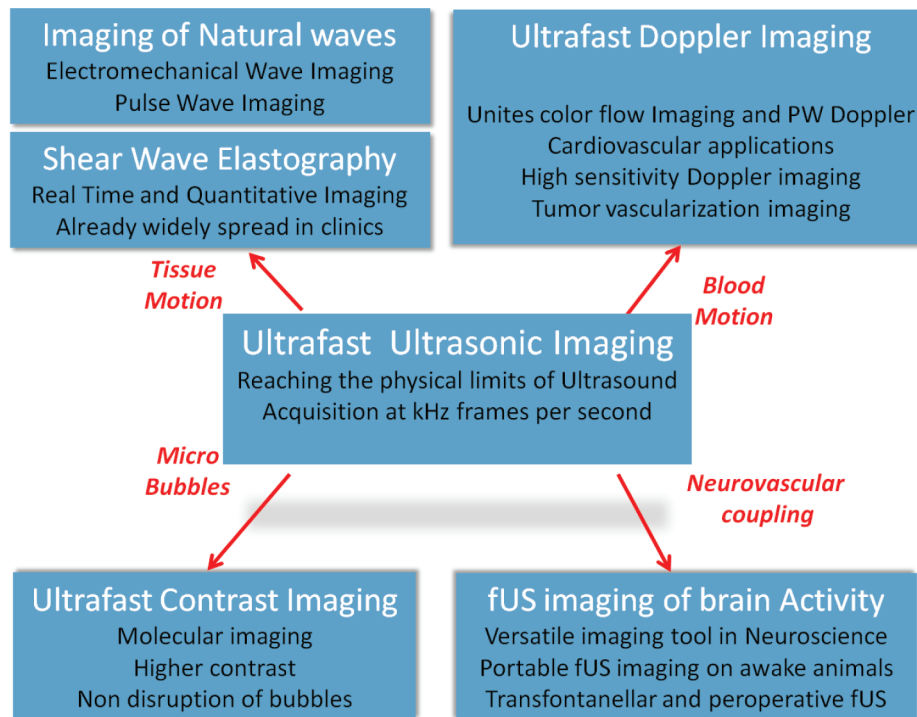 Imaging of Natural waves
Electromechanical Wave Imaging
Pulse Wave Imaging
Shear Wave Elastography
Real Time and Quantitative Imaging
Already widely spread in clinics
Ultrafast Doppler Imaging
Unites color flow Imaging and PW Doppler
Cardiovascular applications
High sensitivity Doppler imaging
Tumor vascularization imaging
Tissue
Motion
Blood
Motion
Ultrafast Ultrasonic Imaging
Reaching the physical limits of Ultrasound
Acquisition at kHz frames per second
Micro
Bubbles
Neurovascular
coupling
Ultrafast Contrast Imaging
Molecular imaging
Higher contrast
Non disruption of bubbles
fUS imaging of brain Activity
Versatile imaging tool in Neuroscience
Portable fUS imaging on awake animals
Transfontanellar and peroperative fUS